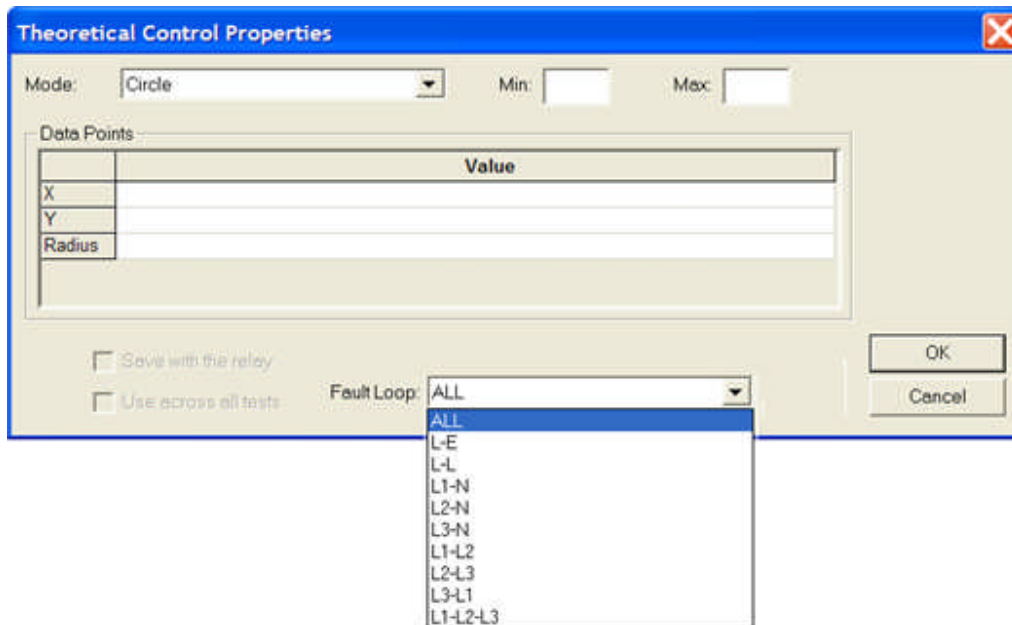 Theoretical Control Properties
Mode: Circle Min: Max:
Data Points
Value
X
Y
Radius
Save with the relay
Use across all tests
Fault Loop: ALL
OK
Cancel
ALL
L-E
L-L
L1-N
L2-N
L3-N
L1-L2
L2-L3
L3-L1
L1-L2-L3